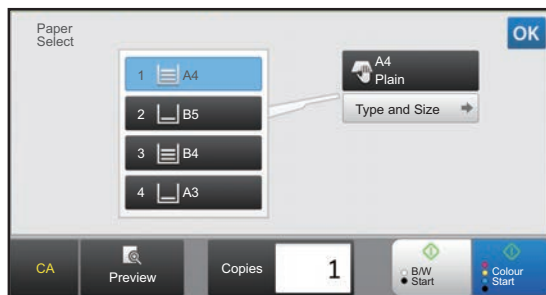 Paper
Select
OK
1 A4
2 B5
3 B4
4 A3
A4
Plain
Type and Size
CA
Preview
Copies
1
B/W
Start
Colour
Start